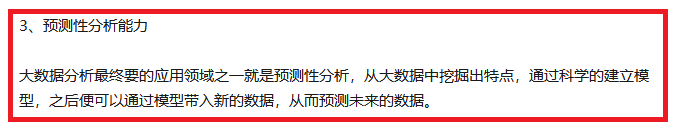 3、预测性分析能力
大数据分析最终要的应用领域之一就是预测性分析，从大数据中挖掘出特点，通过科学的建立模
型，之后便可以通过模型带入新的数据，从而预测未来的数据。